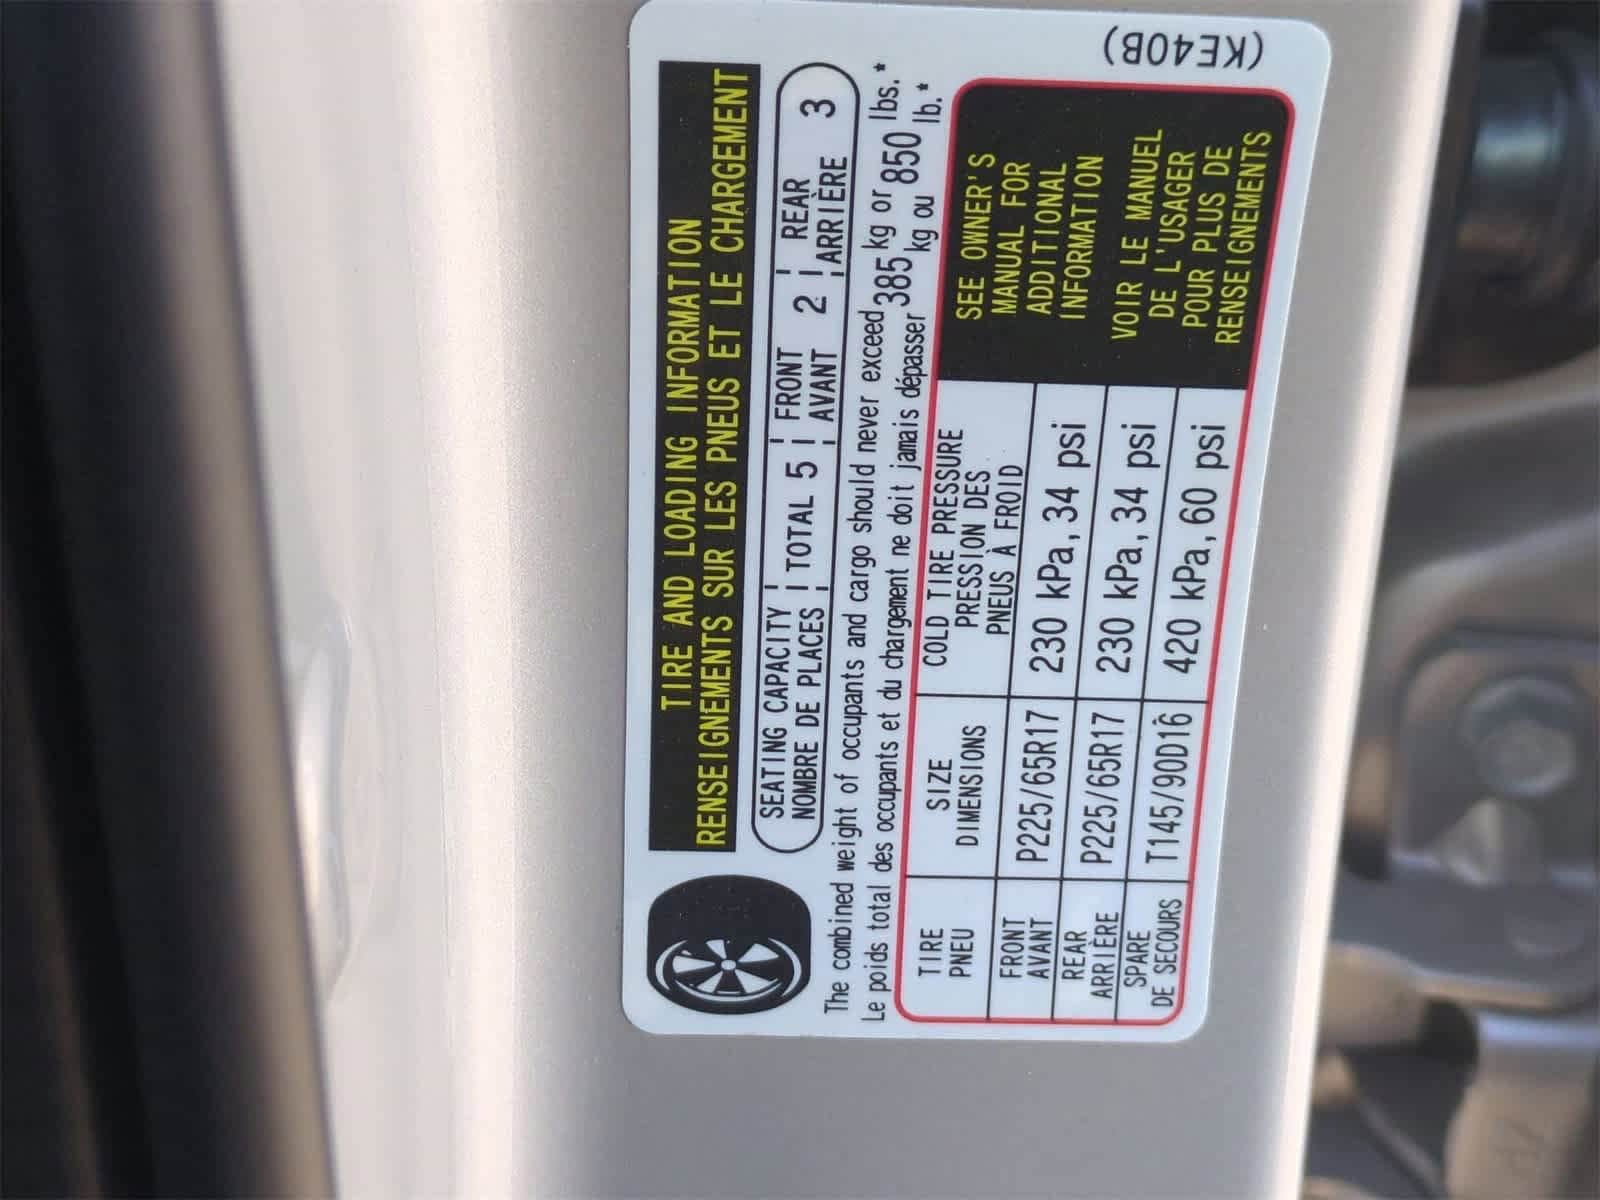 TIRE AND LOADING INFORMATION
RENSEIGNEMENTS SUR LES PNEUS ET LE CHARGEMENT
SEATING CAPACITY TOTAL 5 FRONT 2 REAR 3
NOMBRE DE PLACES AVANT ARRIÈRE
The combined weight of occupants and cargo should never exceed 385 kg or 850 lbs.*
Le poids total des occupants et du chargement ne doit jamais dépasser kg ou lb.*
TIRE SIZE COLD TIRE PRESSURE
PNEU DIMENSIONS PRESSION DES
PNEUS À FROID
FRONT P225/65R17 230 kPa, 34 psi
AVANT
REAR P225/65R17 230 kPa, 34 psi
ARRIÈRE
SPARE T145/90D16 420 kPa, 60 psi
DE SECOURS
SEE OWNER'S
MANUAL FOR
ADDITIONAL
INFORMATION
VOIR LE MANUEL
DE L'USAGER
POUR PLUS DE
RENSEIGNEMENTS
(KE40B)